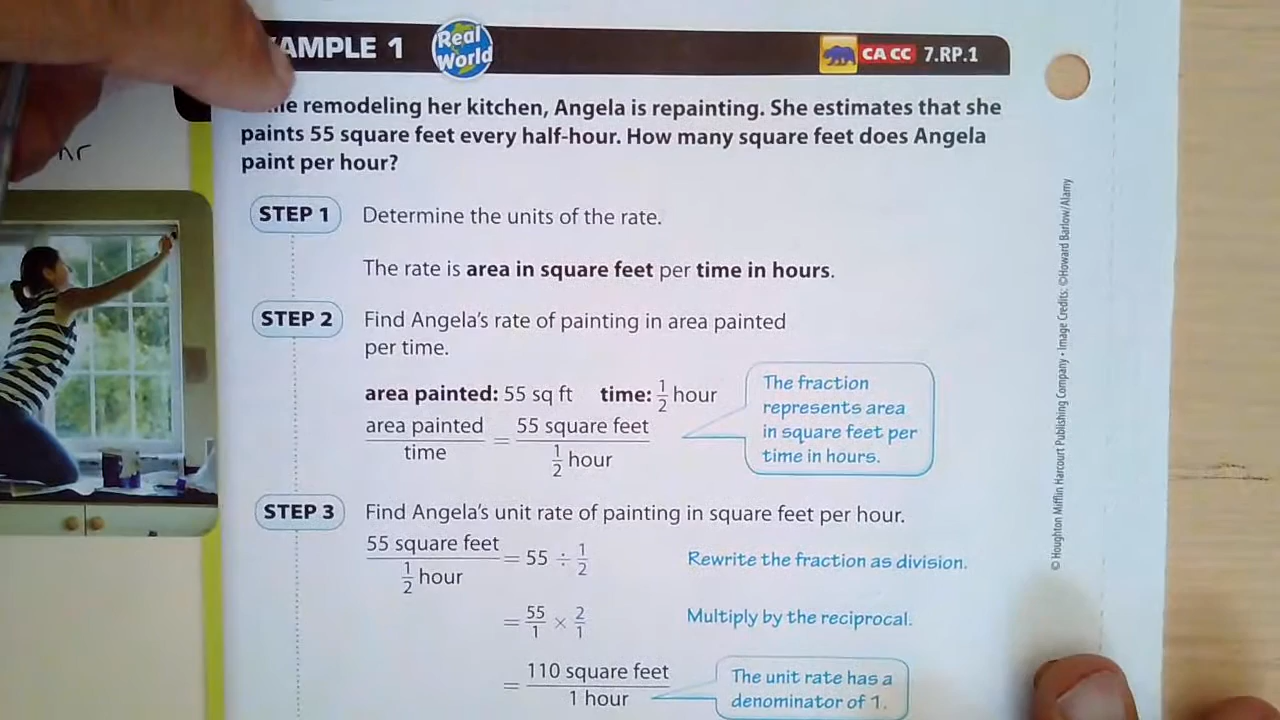 AMPLE 1
Real
World
CA CC 7.RP.1
remodeling her kitchen, Angela is repainting. She estimates that she
paints 55 square feet every half-hour. How many square feet does Angela
paint per hour?
hr
STEP 1 Determine the units of the rate.
The rate is area in square feet per time in hours.
STEP 2 Find Angela's rate of painting in area painted
per time.
area painted: 55 sq ft time: 1/2 hour
area painted/time = 55 square feet/(1/2 hour)
The fraction
represents area
in square feet per
time in hours.
STEP 3 Find Angela's unit rate of painting in square feet per hour.
55 square feet/(1/2 hour) = 55 ÷ 1/2 Rewrite the fraction as division.
= 55/1 × 2/1 Multiply by the reciprocal.
= 110 square feet/1 hour
The unit rate has a
denominator of 1.
© Houghton Mifflin Harcourt Publishing Company • Image Credits: ©Howard Barlow/Alamy